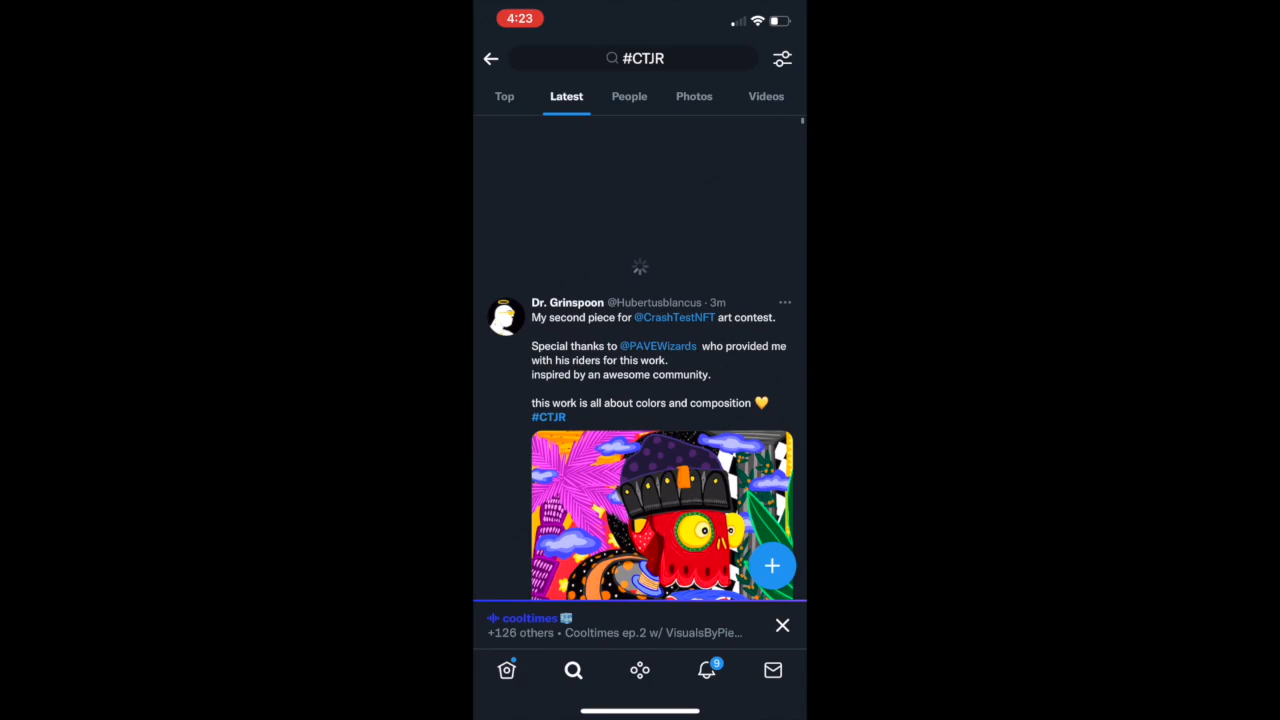 4:23
#CTJR
Top Latest People Photos Videos
Dr. Grinspoon @Hubertusblancus · 3m
My second piece for @CrashTestNFT art contest.
Special thanks to @PAVEWizards who provided me
with his riders for this work.
inspired by an awesome community.
this work is all about colors and composition 💛
#CTJR
cooltimes
+126 others • Cooltimes ep.2 w/ VisualsByPie...
9